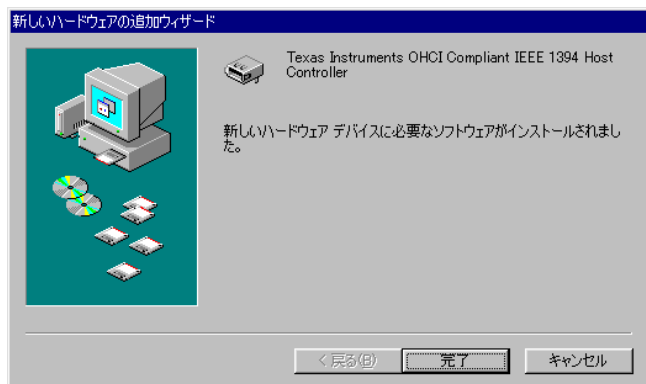 新しいハードウェアの追加ウィザード
Texas Instruments OHCI Compliant IEEE 1394 Host
Controller
新しいハードウェア デバイスに必要なソフトウェアがインストールされまし
た。
< 戻る(B)
完了
キャンセル